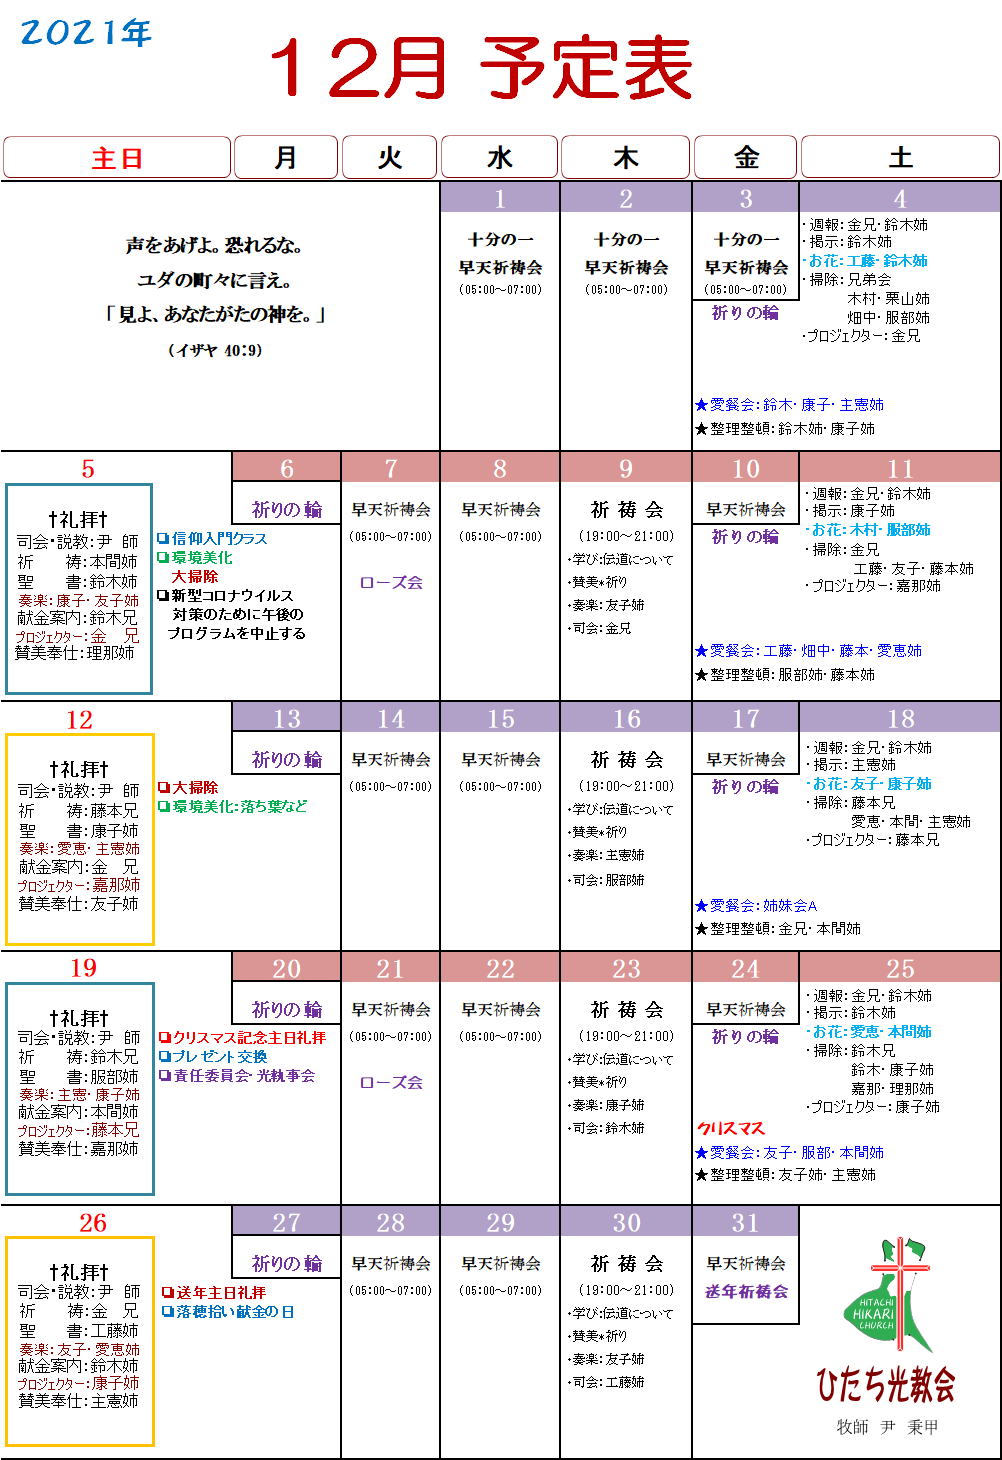 2021年
12月 予定表
主日 月 火 水 木 金 土
声をあげよ。恐れるな。
ユダの町々に言え。
「見よ、あなたがたの神を。」
(イザヤ 40:9)
1
十分の一
早天祈祷会
(05:00～07:00)
2
十分の一
早天祈祷会
(05:00～07:00)
3
十分の一
早天祈祷会
(05:00～07:00)
祈りの輪
4
・週報:金兄・鈴木姉
・掲示:鈴木姉
・お花:工藤・鈴木姉
・掃除:兄弟会
木村・栗山姉
畑中・服部姉
・プロジェクター:金兄
★愛餐会:鈴木・康子・主憲姉
★整理整頓:鈴木姉・康子姉
5
†礼拝†
司会・説教:尹 師
祈 祷:本間姉
聖 書:鈴木姉
奏楽:康子・友子姉
献金案内:鈴木兄
プロジェクター:金 兄
賛美奉仕:理那姉
❏信仰入門クラス
❏環境美化
大掃除
❏新型コロナウイルス
対策のために午後の
プログラムを中止する
6
祈りの輪
7
早天祈祷会
(05:00～07:00)
ローズ会
8
早天祈祷会
(05:00～07:00)
9
祈 祷 会
(19:00～21:00)
・学び:伝道について
・賛美*祈り
・奏楽:友子姉
・司会:金兄
10
早天祈祷会
祈りの輪
11
・週報:金兄・鈴木姉
・掲示:康子姉
・お花:木村・服部姉
・掃除:金兄
工藤・友子・藤本姉
・プロジェクター:嘉那姉
★愛餐会:工藤・畑中・藤本・愛恵姉
★整理整頓:服部姉・藤本姉
12
†礼拝†
司会・説教:尹 師
祈 祷:藤本兄
聖 書:康子姉
奏楽:愛恵・主憲姉
献金案内:金 兄
プロジェクター:嘉那姉
賛美奉仕:友子姉
❏大掃除
❏環境美化:落ち葉など
13
祈りの輪
14
早天祈祷会
(05:00～07:00)
15
早天祈祷会
(05:00～07:00)
16
祈 祷 会
(19:00～21:00)
・学び:伝道について
・賛美*祈り
・奏楽:主憲姉
・司会:服部姉
17
早天祈祷会
祈りの輪
18
・週報:金兄・鈴木姉
・掲示:主憲姉
・お花:友子・康子姉
・掃除:藤本兄
愛恵・本間・主憲姉
・プロジェクター:藤本兄
★愛餐会:姉妹会A
★整理整頓:金兄・本間姉
19
†礼拝†
司会・説教:尹 師
祈 祷:鈴木兄
聖 書:服部姉
奏楽:主憲・康子姉
献金案内:本間姉
プロジェクター:藤本兄
賛美奉仕:嘉那姉
❏クリスマス記念主日礼拝
❏プレゼント交換
❏責任委員会・光執事会
20
祈りの輪
21
早天祈祷会
(05:00～07:00)
ローズ会
22
早天祈祷会
(05:00～07:00)
23
祈 祷 会
(19:00～21:00)
・学び:伝道について
・賛美*祈り
・奏楽:康子姉
・司会:鈴木姉
24
早天祈祷会
祈りの輪
25
・週報:金兄・鈴木姉
・掲示:鈴木姉
・お花:愛恵・本間姉
・掃除:鈴木兄
鈴木・康子姉
嘉那・理那姉
・プロジェクター:康子姉
クリスマス
★愛餐会:友子・服部・本間姉
★整理整頓:友子姉・主憲姉
26
†礼拝†
司会・説教:尹 師
祈 祷:金 兄
聖 書:工藤姉
奏楽:友子・愛恵姉
献金案内:鈴木姉
プロジェクター:康子姉
賛美奉仕:主憲姉
❏送年主日礼拝
❏落穂拾い献金の日
27
祈りの輪
28
早天祈祷会
(05:00～07:00)
29
早天祈祷会
(05:00～07:00)
30
祈 祷 会
(19:00～21:00)
・学び:伝道について
・賛美*祈り
・奏楽:友子姉
・司会:工藤姉
31
早天祈祷会
送年祈祷会
HITACHI
HIKARI
CHURCH
ひたち光教会
牧師 尹 秉甲